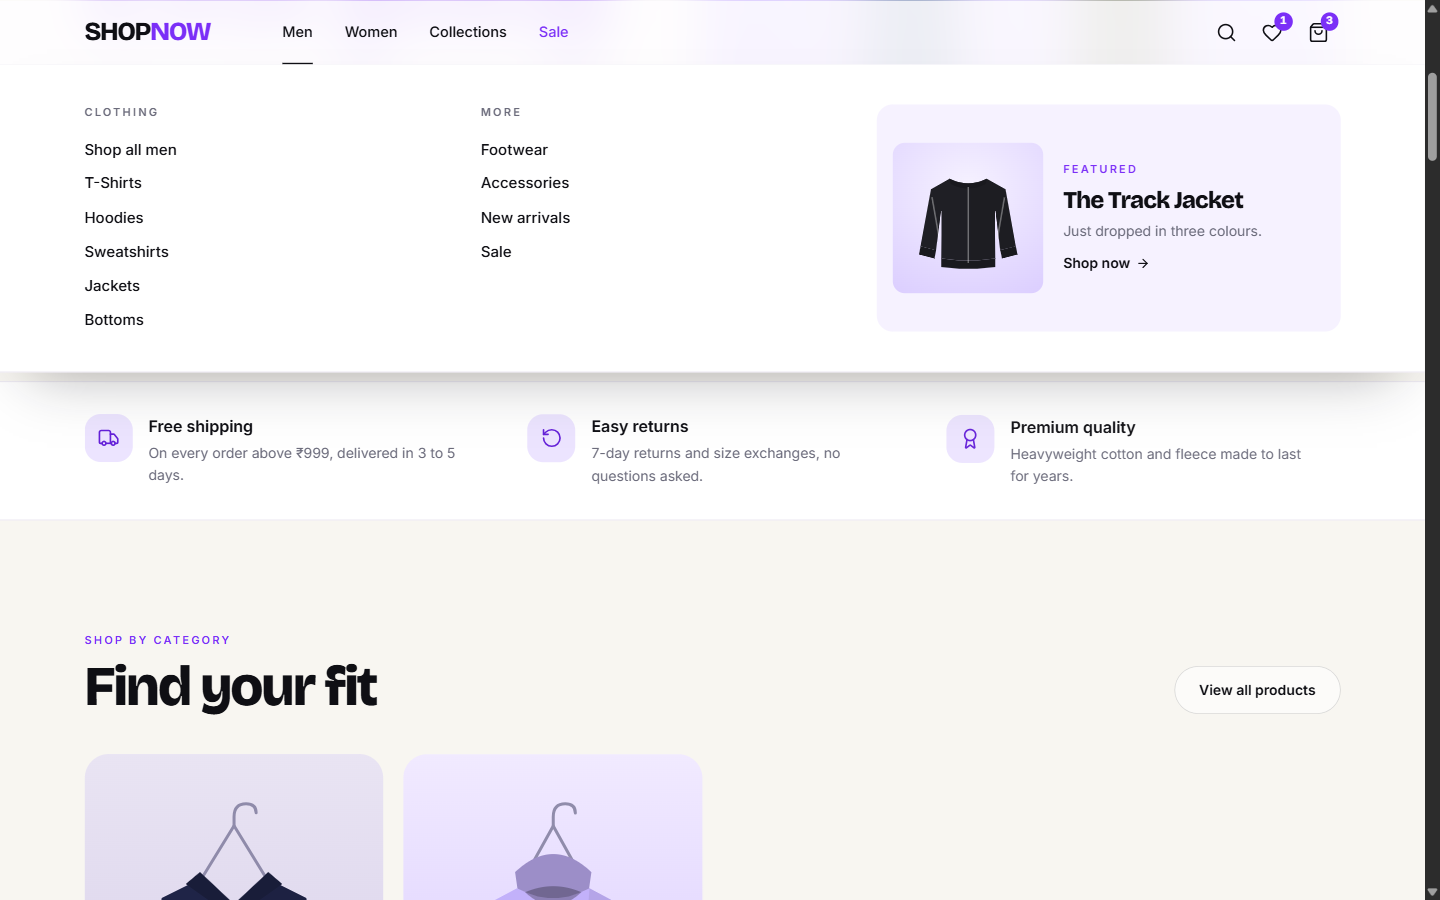 SHOPNOW
Men Women Collections Sale
1
3
CLOTHING
Shop all men
T-Shirts
Hoodies
Sweatshirts
Jackets
Bottoms
MORE
Footwear
Accessories
New arrivals
Sale
FEATURED
The Track Jacket
Just dropped in three colours.
Shop now →
Free shipping
On every order above ₹999, delivered in 3 to 5
days.
Easy returns
7-day returns and size exchanges, no
questions asked.
Premium quality
Heavyweight cotton and fleece made to last
for years.
SHOP BY CATEGORY
Find your fit
View all products